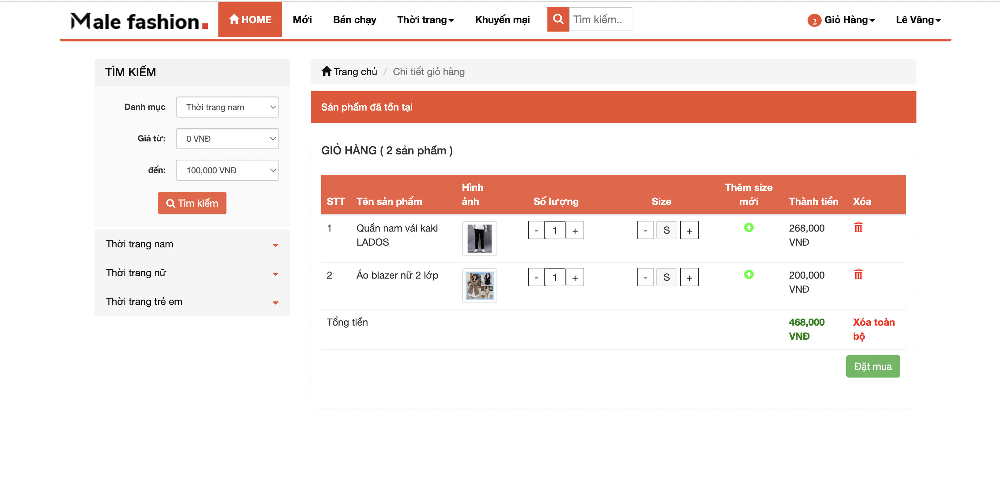 Male fashion.
HOME
Mới
Bán chạy
Thời trang
Khuyến mại
Tìm kiếm..
2 Giỏ Hàng
Lê Vâng
TÌM KIẾM
Danh mục
Thời trang nam
Giá từ:
0 VNĐ
đến:
100,000 VNĐ
Tìm kiếm
Thời trang nam
Thời trang nữ
Thời trang trẻ em
Trang chủ / Chi tiết giỏ hàng
Sản phẩm đã tồn tại
GIỎ HÀNG ( 2 sản phẩm )
STT
Tên sản phẩm
Hình
ảnh
Số lượng
Size
Thêm size
mới
Thành tiền
Xóa
1
Quần nam vải kaki
LADOS
- 1 +
- S +
268,000
VNĐ
2
Áo blazer nữ 2 lớp
- 1 +
- S +
200,000
VNĐ
Tổng tiền
468,000
VNĐ
Xóa toàn
bộ
Đặt mua